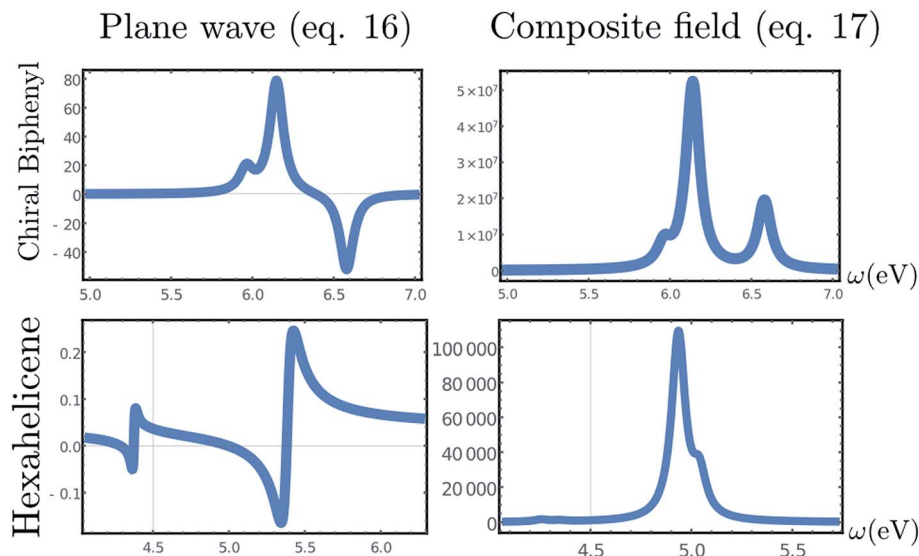 Plane wave (eq. 16)
Composite field (eq. 17)
Chiral Biphenyl
80
60
40
20
0
- 20
- 40
5.0 5.5 6.0 6.5 7.0
5×10⁷
4×10⁷
3×10⁷
2×10⁷
1×10⁷
0
5.0 5.5 6.0 6.5 7.0
ω(eV)
Hexahelicene
0.2
0.1
0.0
- 0.1
4.5 5.0 5.5 6.0
100 000
80 000
60 000
40 000
20 000
0
4.5 5.0 5.5
ω(eV)